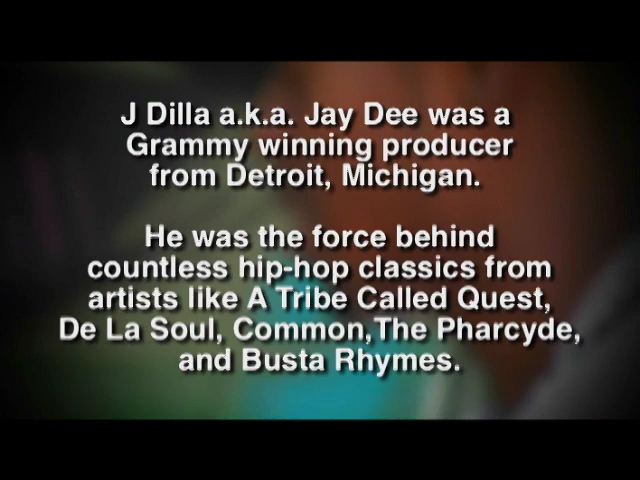 J Dilla a.k.a. Jay Dee was a
Grammy winning producer
from Detroit, Michigan.
He was the force behind
countless hip-hop classics from
artists like A Tribe Called Quest,
De La Soul, Common,The Pharcyde,
and Busta Rhymes.